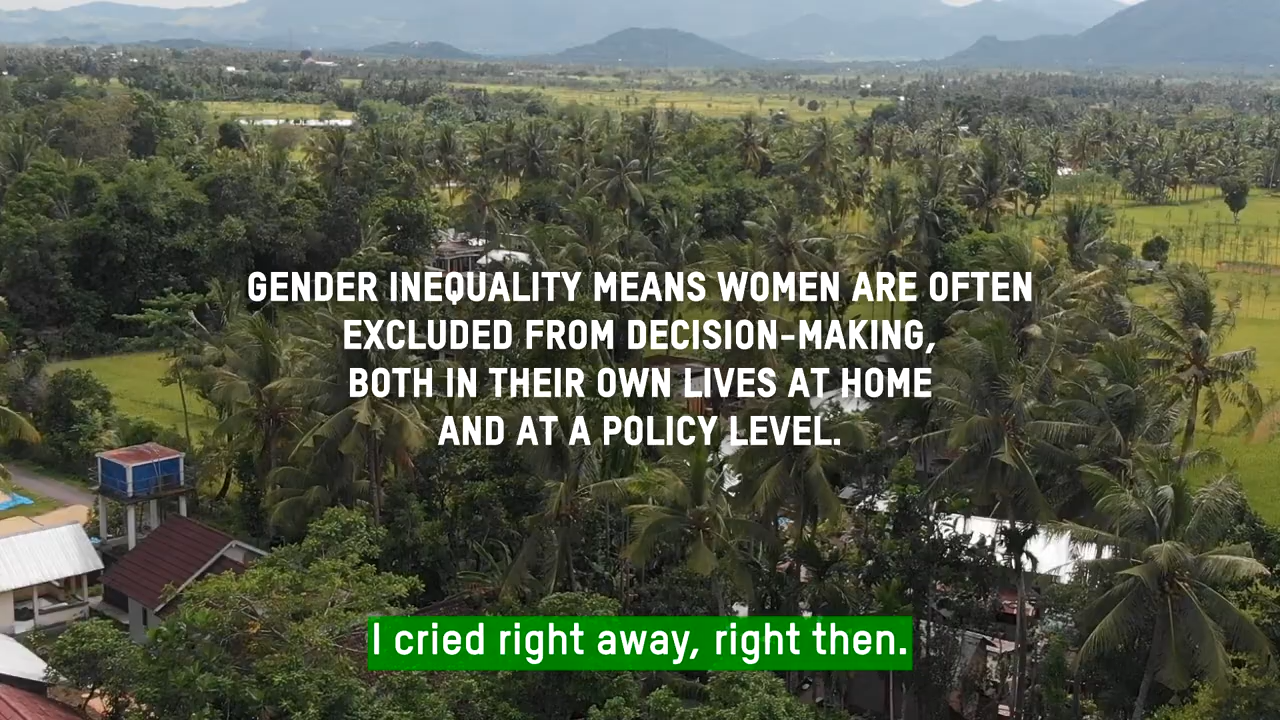 GENDER INEQUALITY MEANS WOMEN ARE OFTEN
EXCLUDED FROM DECISION-MAKING,
BOTH IN THEIR OWN LIVES AT HOME
AND AT A POLICY LEVEL.
I cried right away, right then.